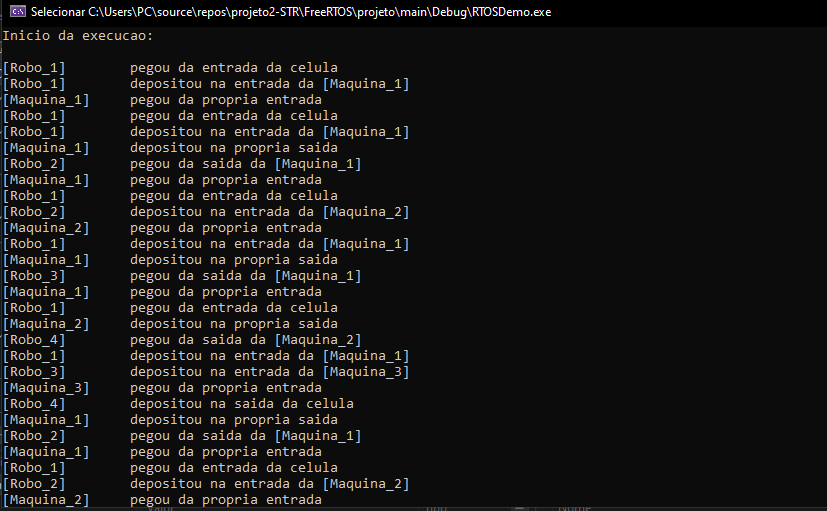 Selecionar C:\Users\PC\source\repos\projeto2-STR\FreeRTOS\projeto\main\Debug\RTOSDemo.exe
Inicio da execucao:
[Robo_1] pegou da entrada da celula
[Robo_1] depositou na entrada da [Maquina_1]
[Maquina_1] pegou da propria entrada
[Robo_1] pegou da entrada da celula
[Robo_1] depositou na entrada da [Maquina_1]
[Maquina_1] depositou na propria saida
[Robo_2] pegou da saida da [Maquina_1]
[Maquina_1] pegou da propria entrada
[Robo_1] pegou da entrada da celula
[Robo_2] depositou na entrada da [Maquina_2]
[Maquina_2] pegou da propria entrada
[Robo_1] depositou na entrada da [Maquina_1]
[Maquina_1] depositou na propria saida
[Robo_3] pegou da saida da [Maquina_1]
[Maquina_1] pegou da propria entrada
[Robo_1] pegou da entrada da celula
[Maquina_2] depositou na propria saida
[Robo_4] pegou da saida da [Maquina_2]
[Robo_1] depositou na entrada da [Maquina_1]
[Robo_3] depositou na entrada da [Maquina_3]
[Maquina_3] pegou da propria entrada
[Robo_4] depositou na saida da celula
[Maquina_1] depositou na propria saida
[Robo_2] pegou da saida da [Maquina_1]
[Maquina_1] pegou da propria entrada
[Robo_1] pegou da entrada da celula
[Robo_2] depositou na entrada da [Maquina_2]
[Maquina_2] pegou da propria entrada